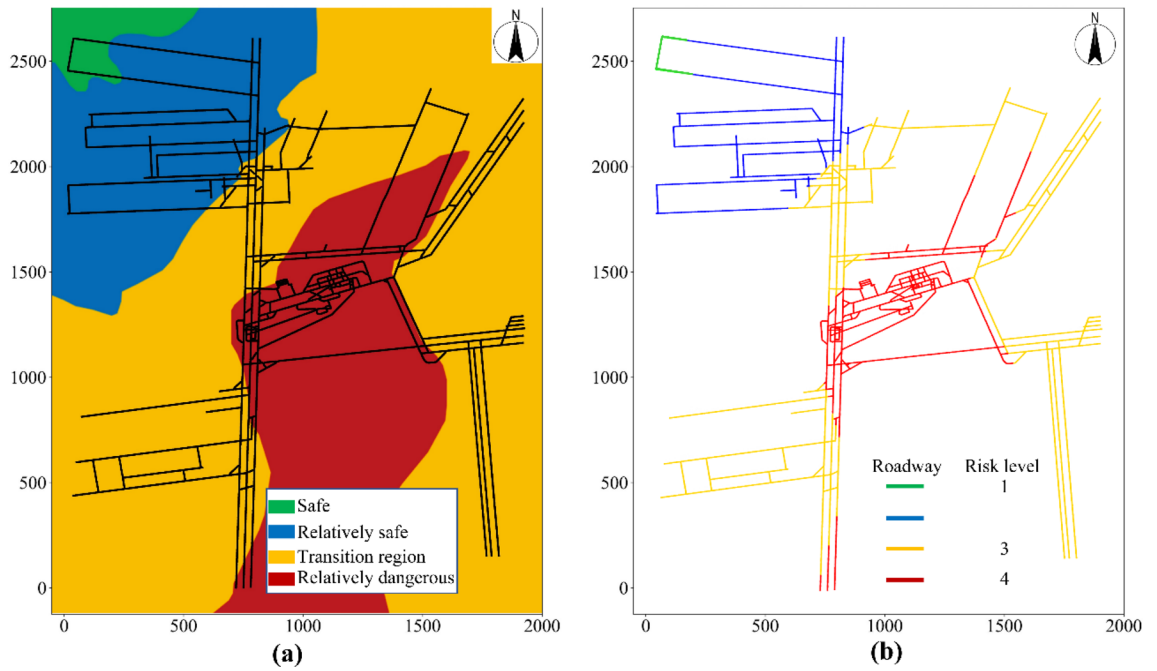 N
2500
2000
1500
1000
500
0
0 500 1000 1500 2000
Safe
Relatively safe
Transition region
Relatively dangerous
(a)
N
2500
2000
1500
1000
500
0
0 500 1000 1500 2000
Roadway Risk level
1
3
4
(b)